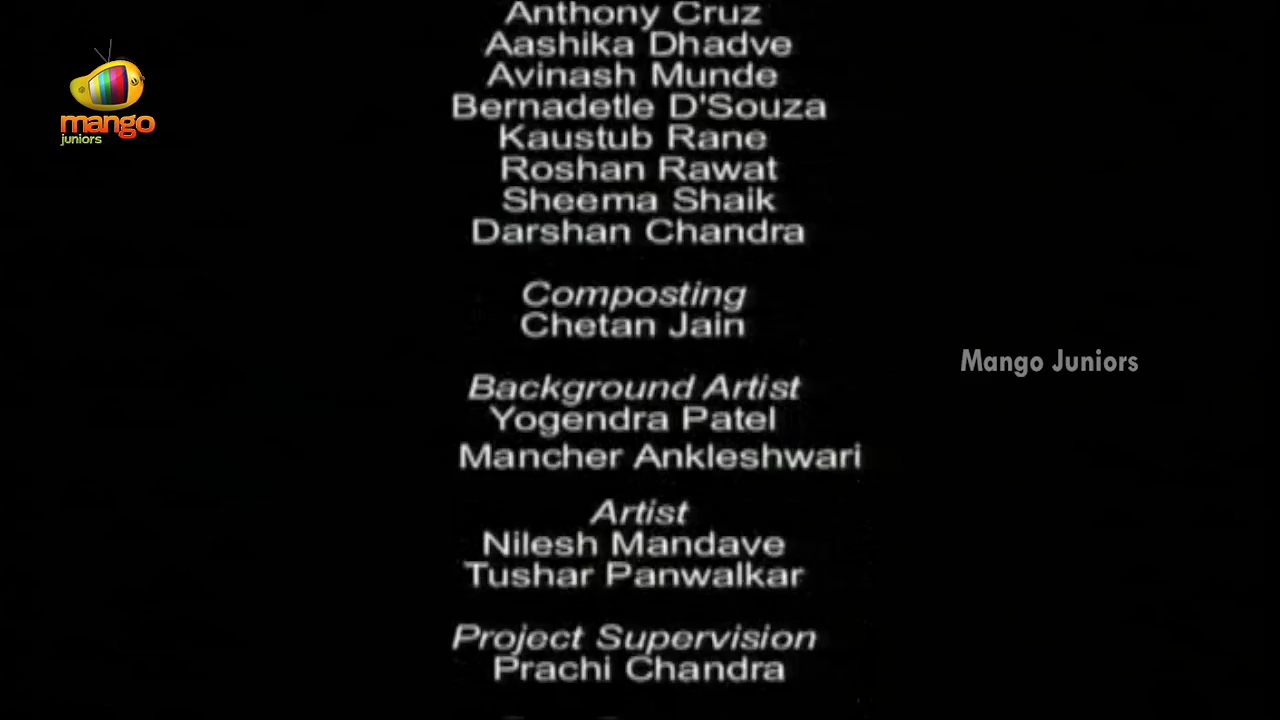 mango
juniors
Anthony Cruz
Aashika Dhadve
Avinash Munde
Bernadetle D'Souza
Kaustub Rane
Roshan Rawat
Sheema Shaik
Darshan Chandra
Composting
Chetan Jain
Background Artist
Yogendra Patel
Mancher Ankleshwari
Mango Juniors
Artist
Nilesh Mandave
Tushar Panwalkar
Project Supervision
Prachi Chandra